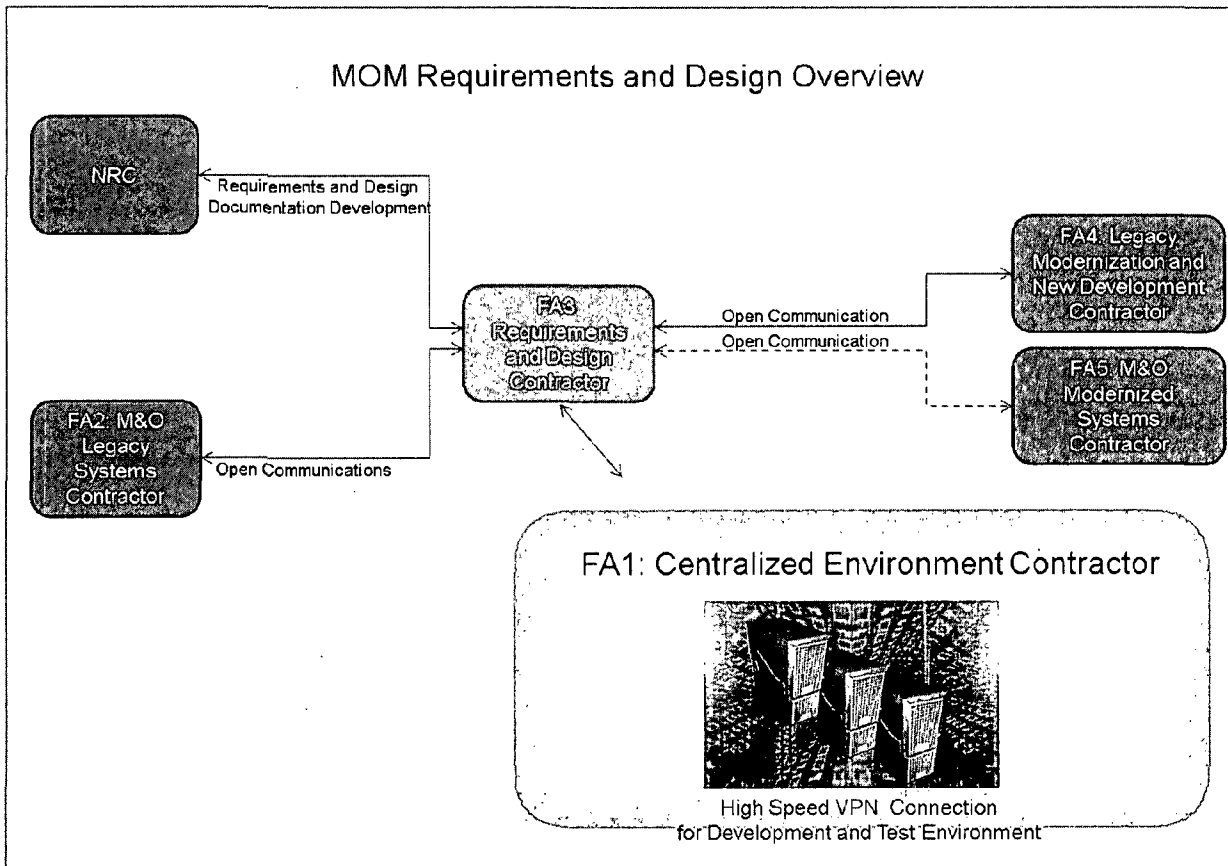 MOM Requirements and Design Overview
NRC
Requirements and Design
Documentation Development
FA4: Legacy
Modernization and
New Development
Contractor
FA3
Requirements
and Design
Contractor
Open Communication
Open Communication
FA5: M&O
Modernized
Systems
Contractor
FA2: M&O
Legacy
Systems
Contractor
Open Communications
FA1: Centralized Environment Contractor
High Speed VPN Connection
for Development and Test Environment